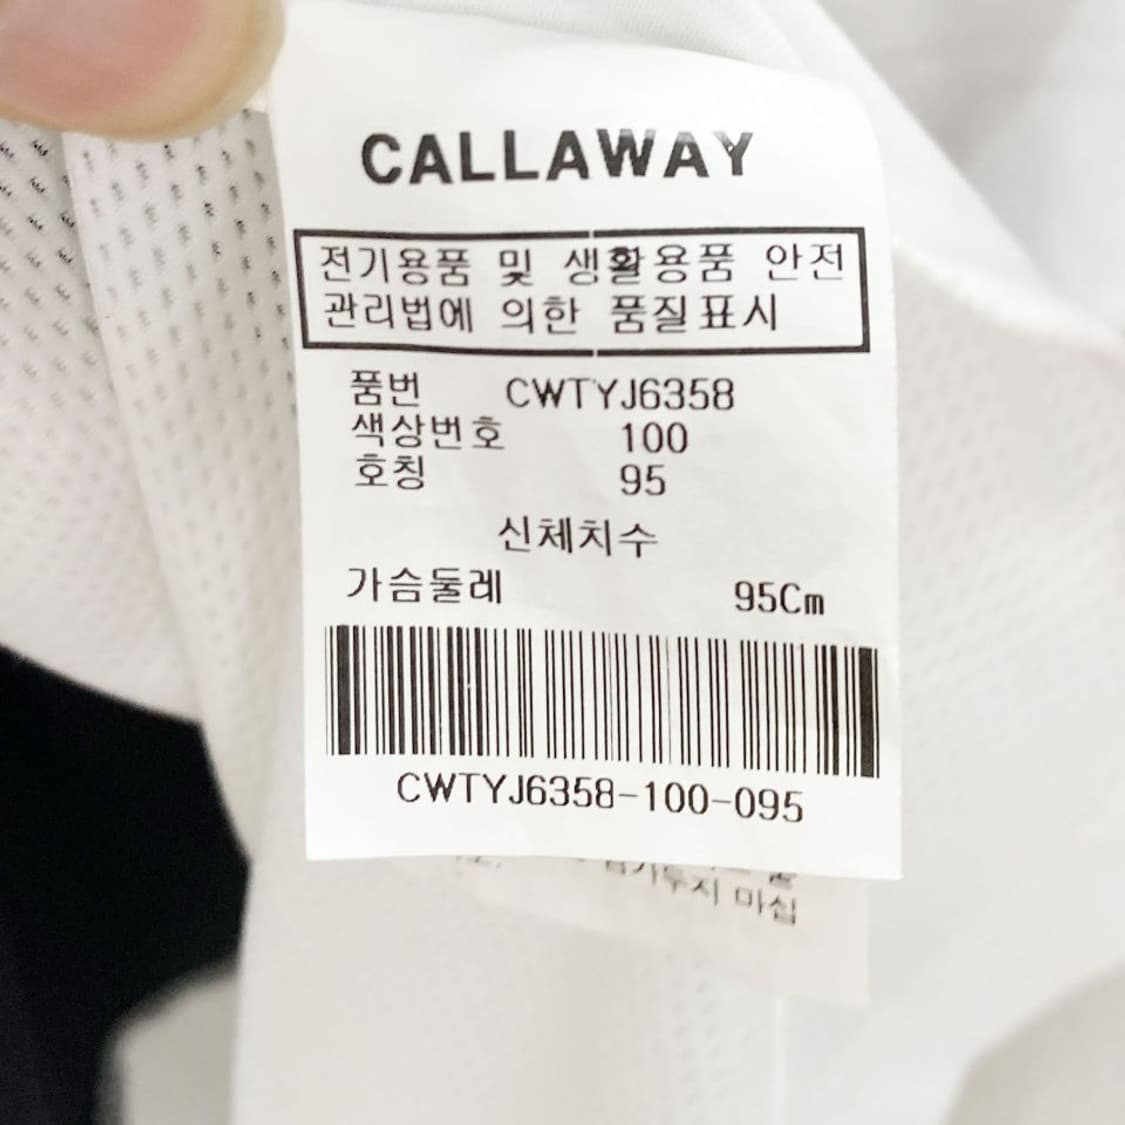 CALLAWAY
전기용품 및 생활용품 안전
관리법에 의한 품질표시
품번 CWTYJ6358
색상번호 100
호칭 95
신체치수
가슴둘레 95Cm
CWTYJ6358-100-095
마십